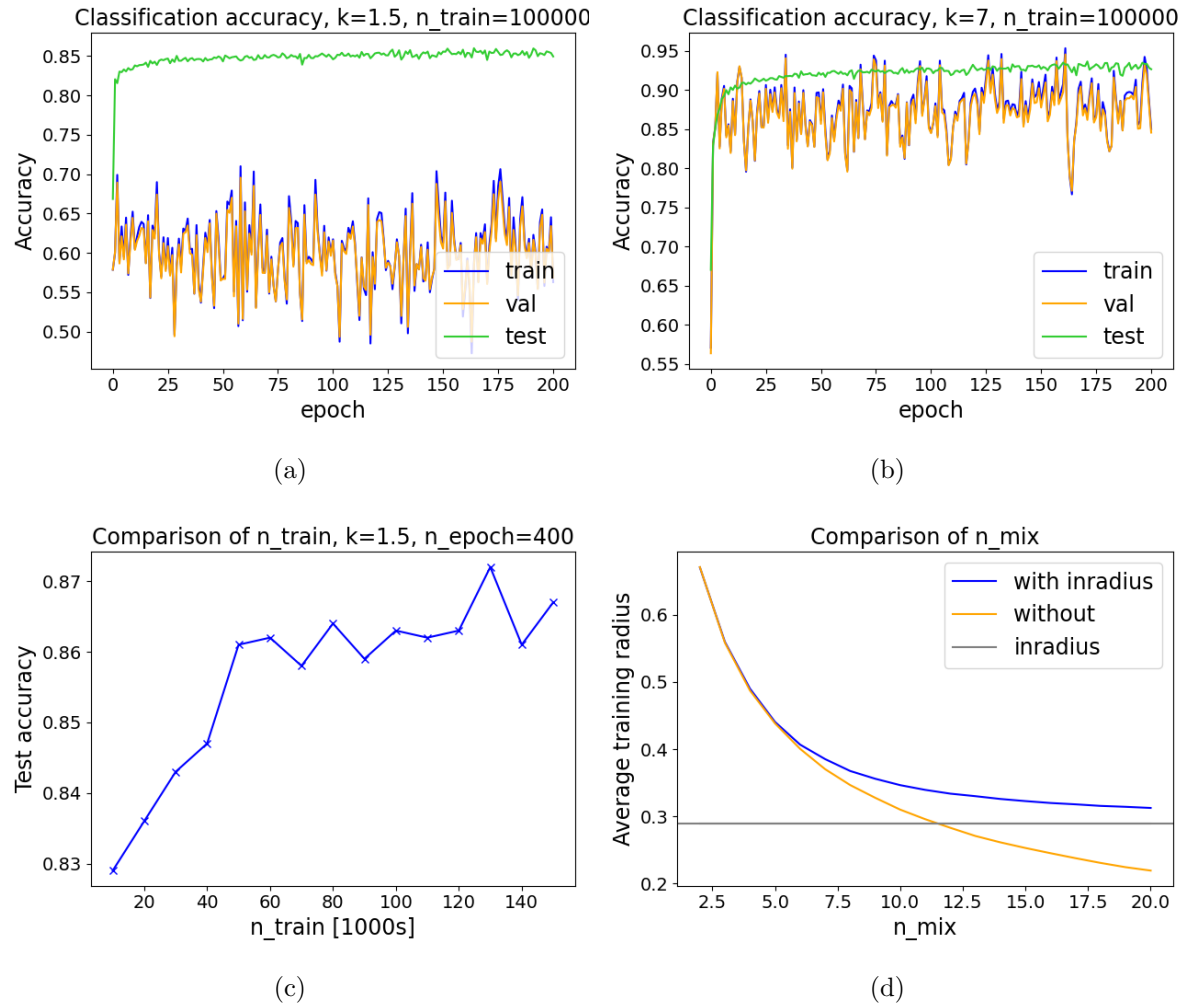 Classification accuracy, k=1.5, n_train=100000
0.85
0.80
0.75
0.70
0.65
0.60
0.55
0.50
Accuracy
train
val
test
0 25 50 75 100 125 150 175 200
epoch
(a)
Classification accuracy, k=7, n_train=100000
0.95
0.90
0.85
0.80
0.75
0.70
0.65
0.60
0.55
Accuracy
train
val
test
0 25 50 75 100 125 150 175 200
epoch
(b)
Comparison of n_train, k=1.5, n_epoch=400
0.87
0.86
0.85
0.84
0.83
Test accuracy
20 40 60 80 100 120 140
n_train [1000s]
(c)
Comparison of n_mix
with inradius
without
inradius
0.6
0.5
0.4
0.3
0.2
Average training radius
2.5 5.0 7.5 10.0 12.5 15.0 17.5 20.0
n_mix
(d)